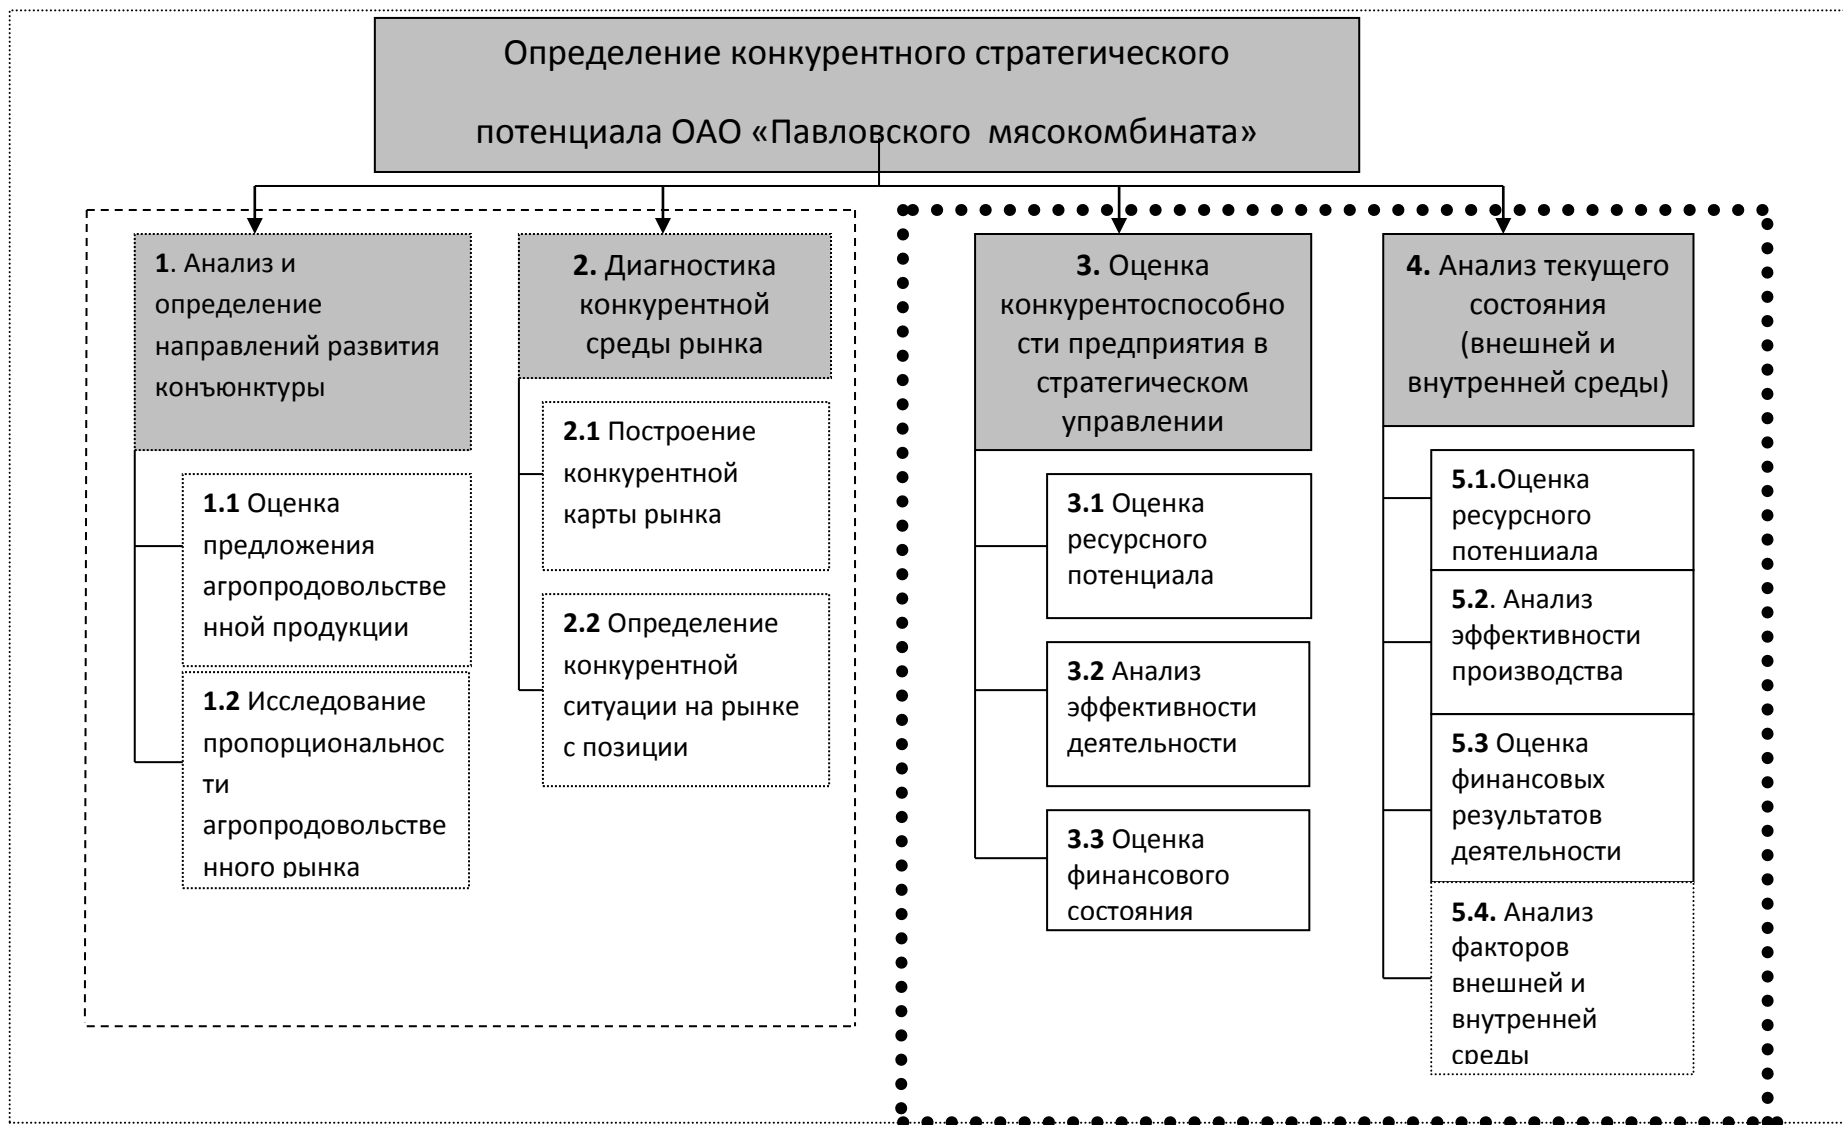 Определение конкурентного стратегического
потенциала ОАО «Павловского мясокомбината»
1. Анализ и
определение
направлений развития
конъюнктуры
1.1 Оценка
предложения
агропродовольстве
нной продукции
1.2 Исследование
пропорциональнос
ти
агропродовольстве
нного рынка
2. Диагностика
конкурентной
среды рынка
2.1 Построение
конкурентной
карты рынка
2.2 Определение
конкурентной
ситуации на рынке
с позиции
3. Оценка
конкурентоспособно
сти предприятия в
стратегическом
управлении
3.1 Оценка
ресурсного
потенциала
3.2 Анализ
эффективности
деятельности
3.3 Оценка
финансового
состояния
4. Анализ текущего
состояния
(внешней и
внутренней среды)
5.1.Оценка
ресурсного
потенциала
5.2. Анализ
эффективности
производства
5.3 Оценка
финансовых
результатов
деятельности
5.4. Анализ
факторов
внешней и
внутренней
среды